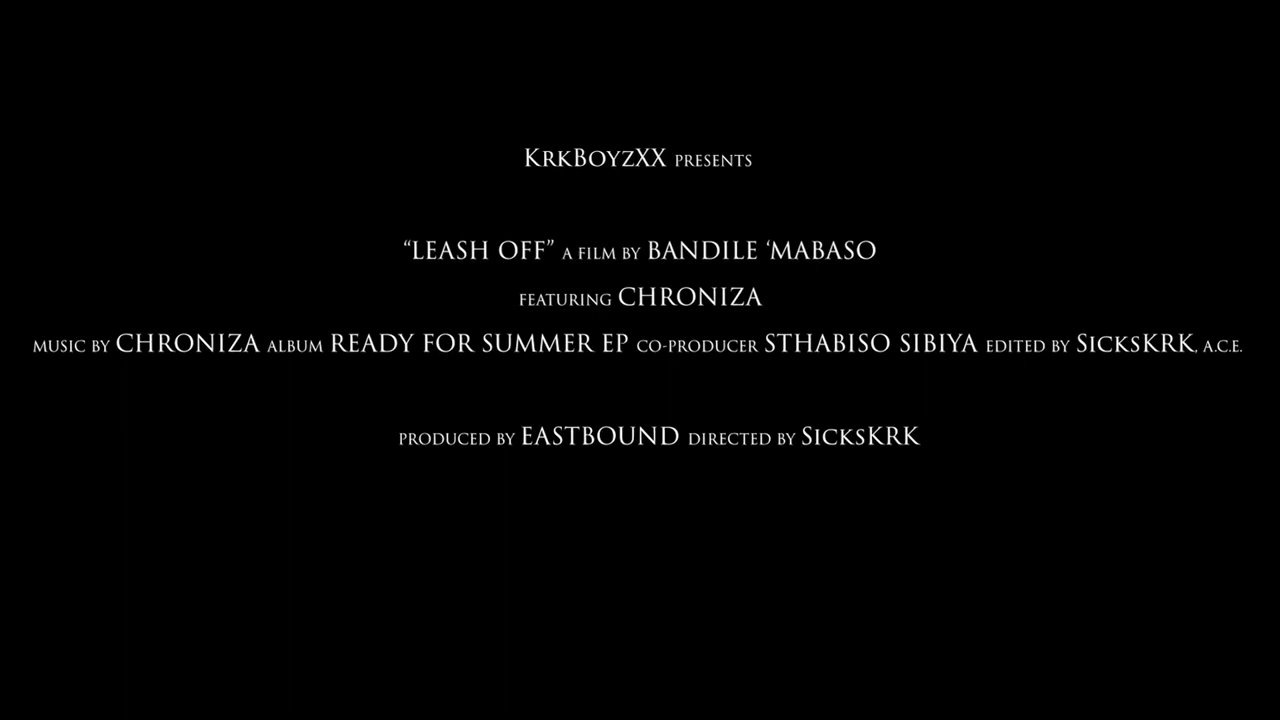 KrkBoyzXX presents
“LEASH OFF” A FILM BY BANDILE ‘MABASO
FEATURING CHRONIZA
MUSIC BY CHRONIZA ALBUM READY FOR SUMMER EP CO-PRODUCER STHABISO SIBIYA EDITED BY SicksKRK, A.C.E.
PRODUCED BY EASTBOUND DIRECTED BY SicksKRK